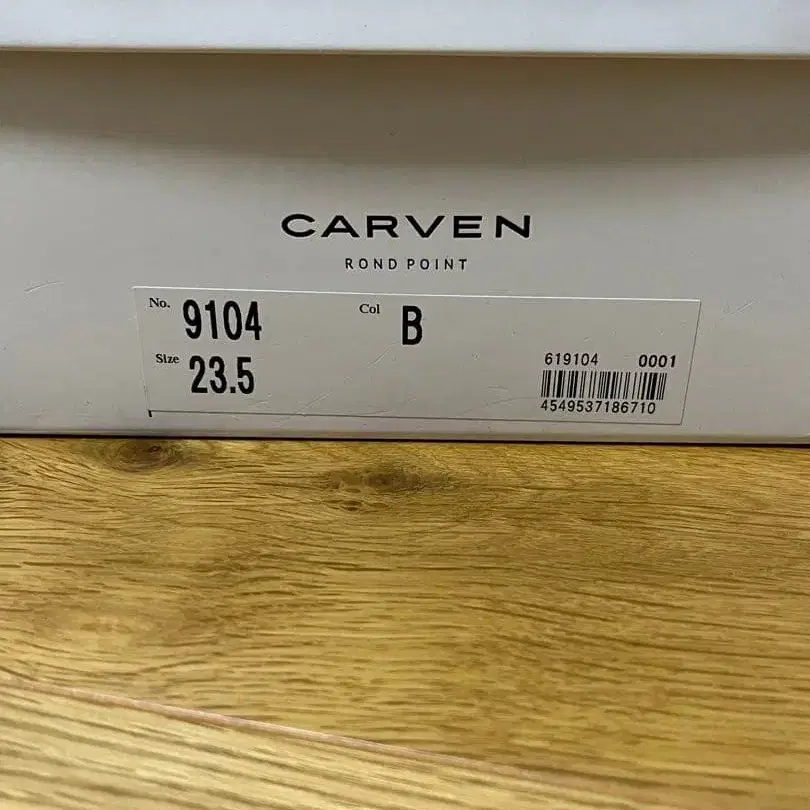 CARVEN
ROND POINT
No. 9104 Col B
Size 23.5
619104 0001
4549537186710